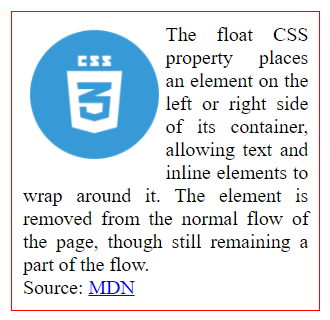 CSS
3
The float CSS
property places
an element on the
left or right side
of its container,
allowing text and
inline elements to
wrap around it. The element is
removed from the normal flow of
the page, though still remaining a
part of the flow.
Source: MDN